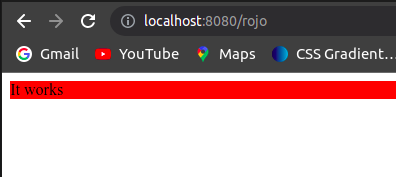 localhost:8080/rojo
Gmail YouTube Maps CSS Gradient...
It works